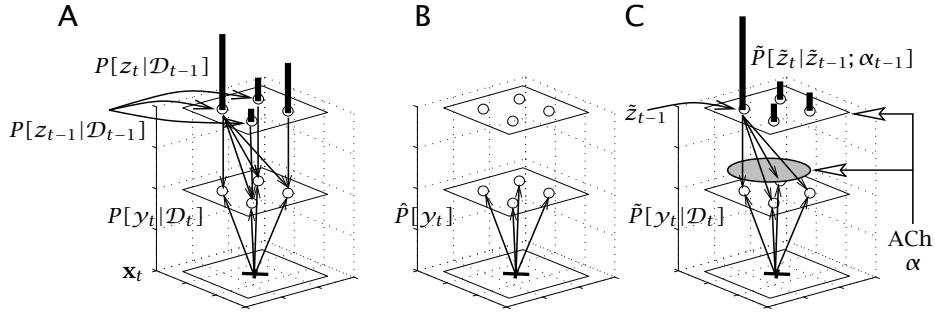 A
B
C
P[z_t|𝒟_{t−1}]
P[z_{t−1}|𝒟_{t−1}]
P[y_t|𝒟_t]
x_t
P̂[y_t]
P̃[z̃_t|z̃_{t−1}; α_{t−1}]
z̃_{t−1}
P̃[y_t|𝒟_t]
ACh
α